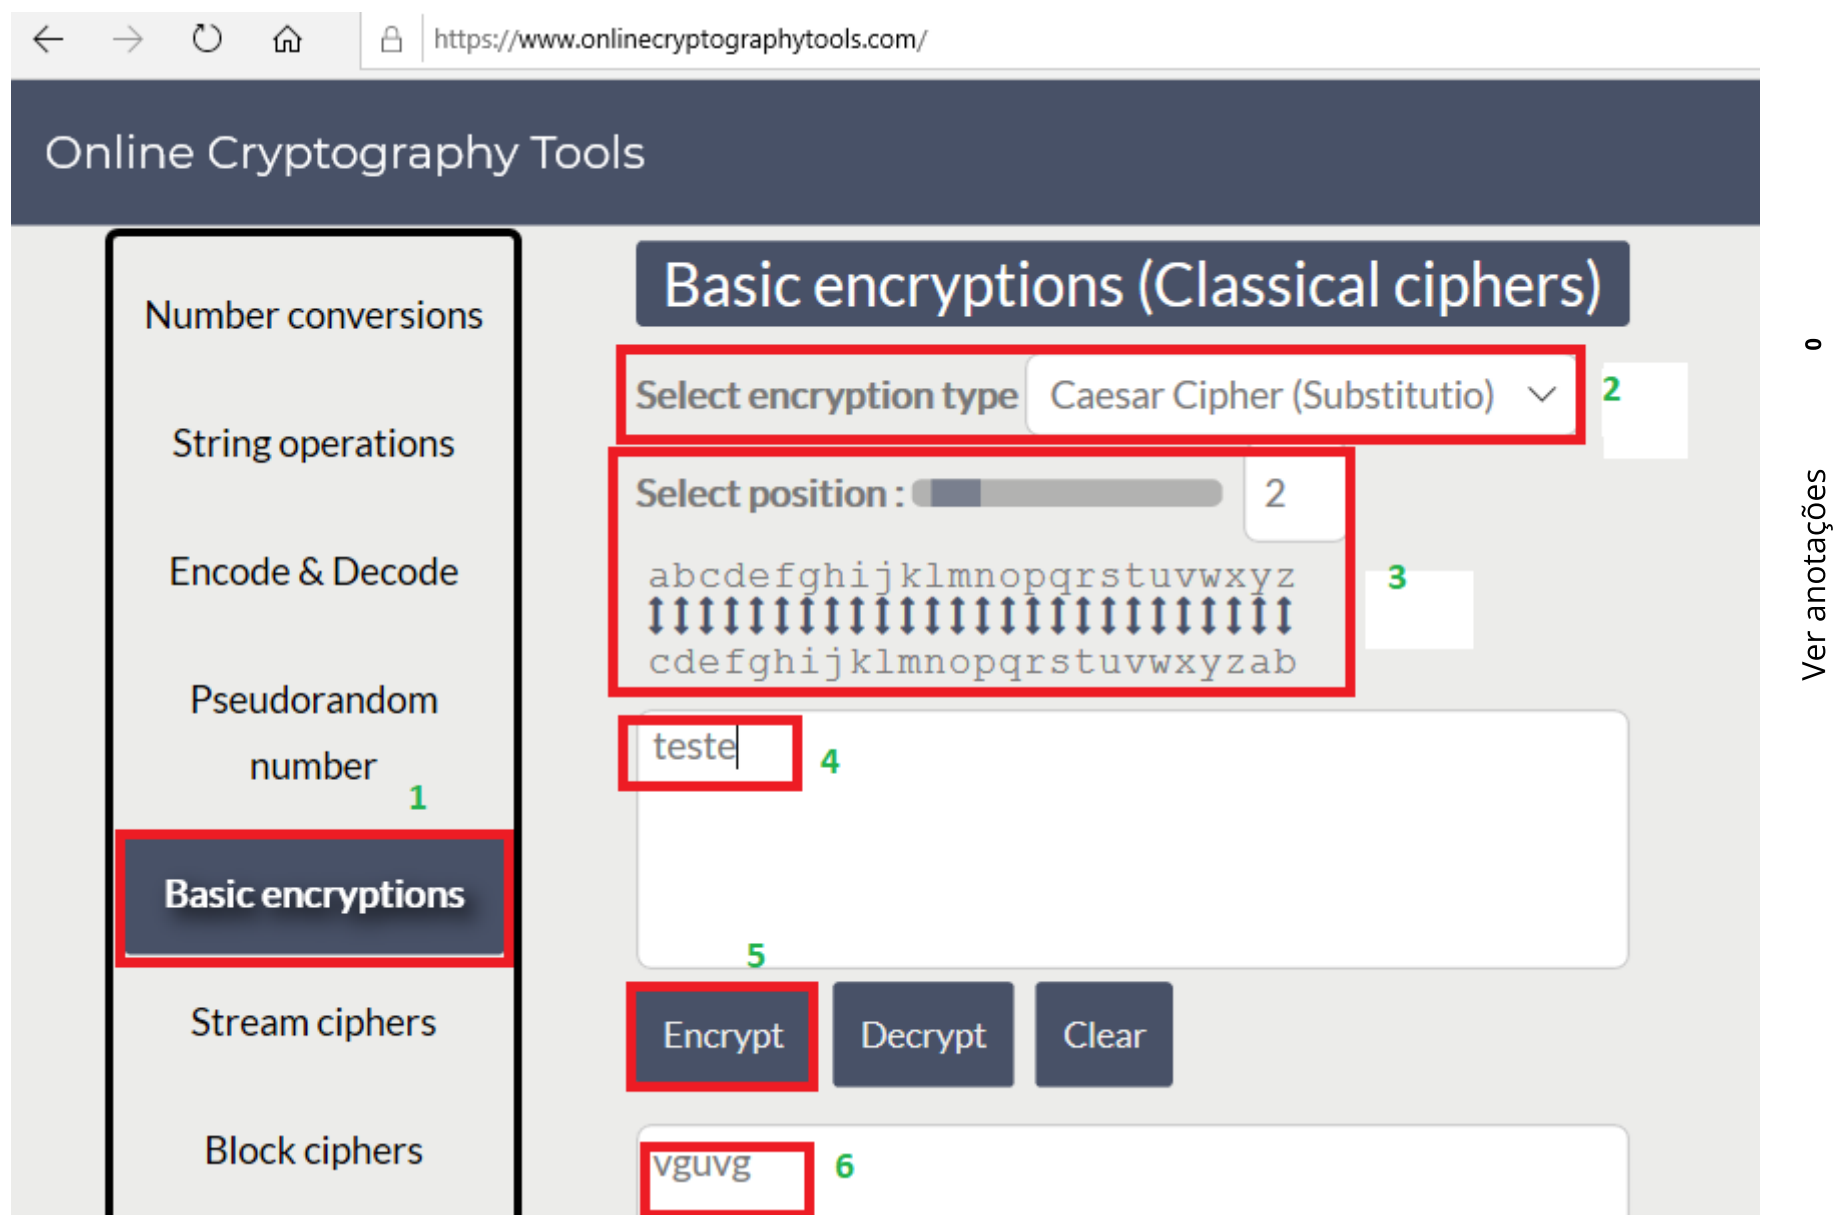 https://www.onlinecryptographytools.com/
Online Cryptography Tools
Number conversions
String operations
Encode & Decode
Pseudorandom
number
1
Basic encryptions
Stream ciphers
Block ciphers
Basic encryptions (Classical ciphers)
Select encryption type Caesar Cipher (Substitutio) 2
Select position : 2
abcdefghijklmnopqrstuvwxyz
3
cdefghijklmnopqrstuvwxyzab
teste 4
5
Encrypt Decrypt Clear
vguvg 6
0
Ver anotações